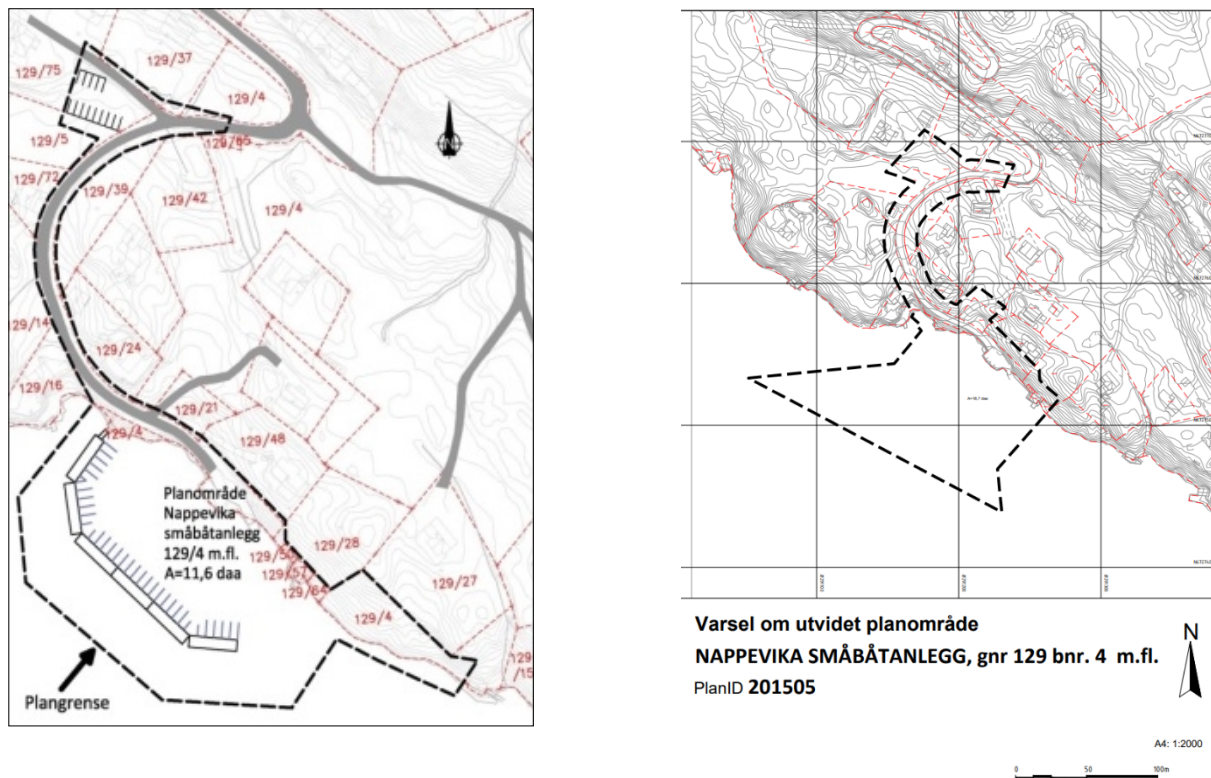 129/75
129/37
129/4
129/5
129/65
129/72
129/39
129/42
129/4
N
129/14
129/24
129/16
129/21
129/4
129/48
Planområde
Nappevika
småbåtanlegg
129/4 m.fl.
A=11,6 daa
129/28
129/27
129/64
129/4
129
/15
Plangrense
Varsel om utvidet planområde
NAPPEVIKA SMÅBÅTANLEGG, gnr 129 bnr. 4 m.fl.
PlanID 201505
N
A4: 1:2000
0 50 100m